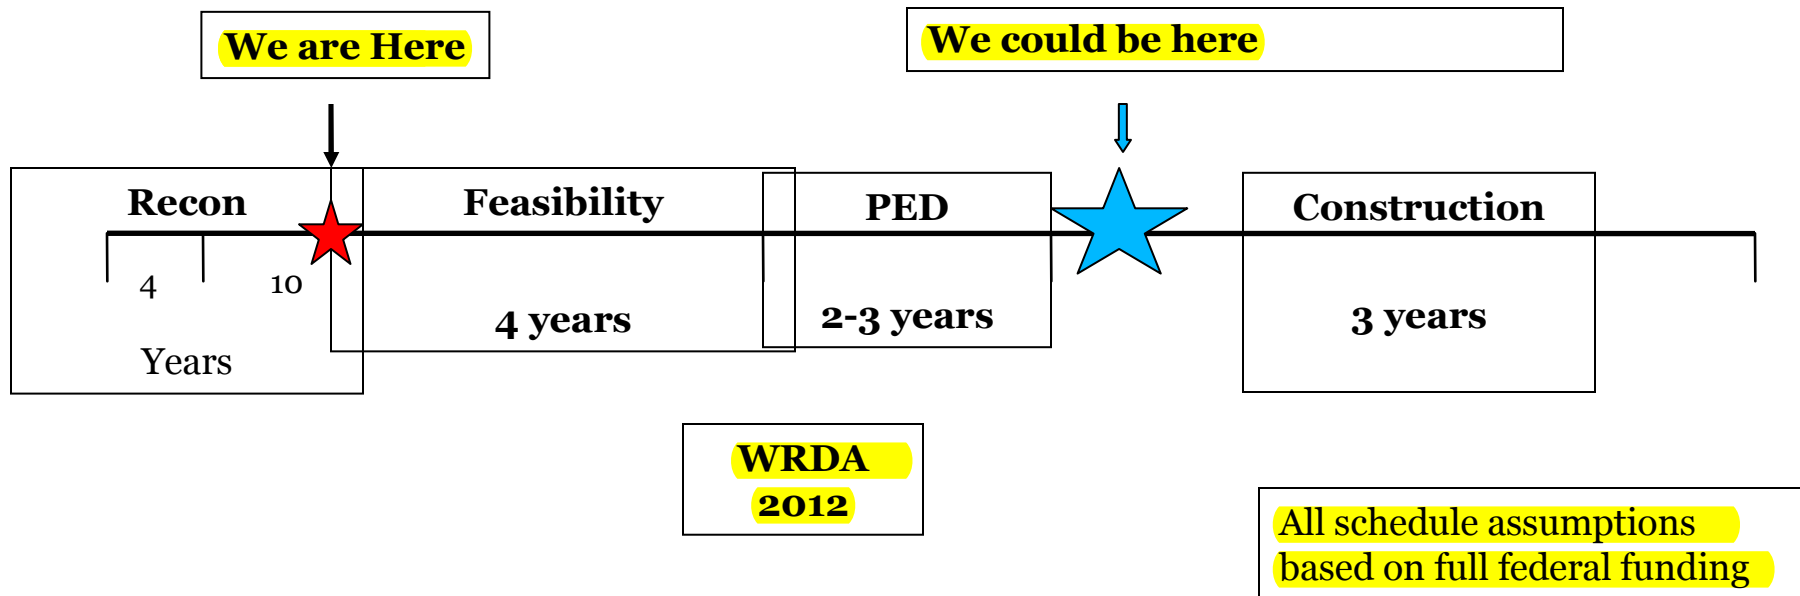 We are Here
We could be here
Recon
Feasibility
PED
Construction
4
10
4 years
2-3 years
3 years
Years
WRDA
2012
All schedule assumptions
based on full federal funding